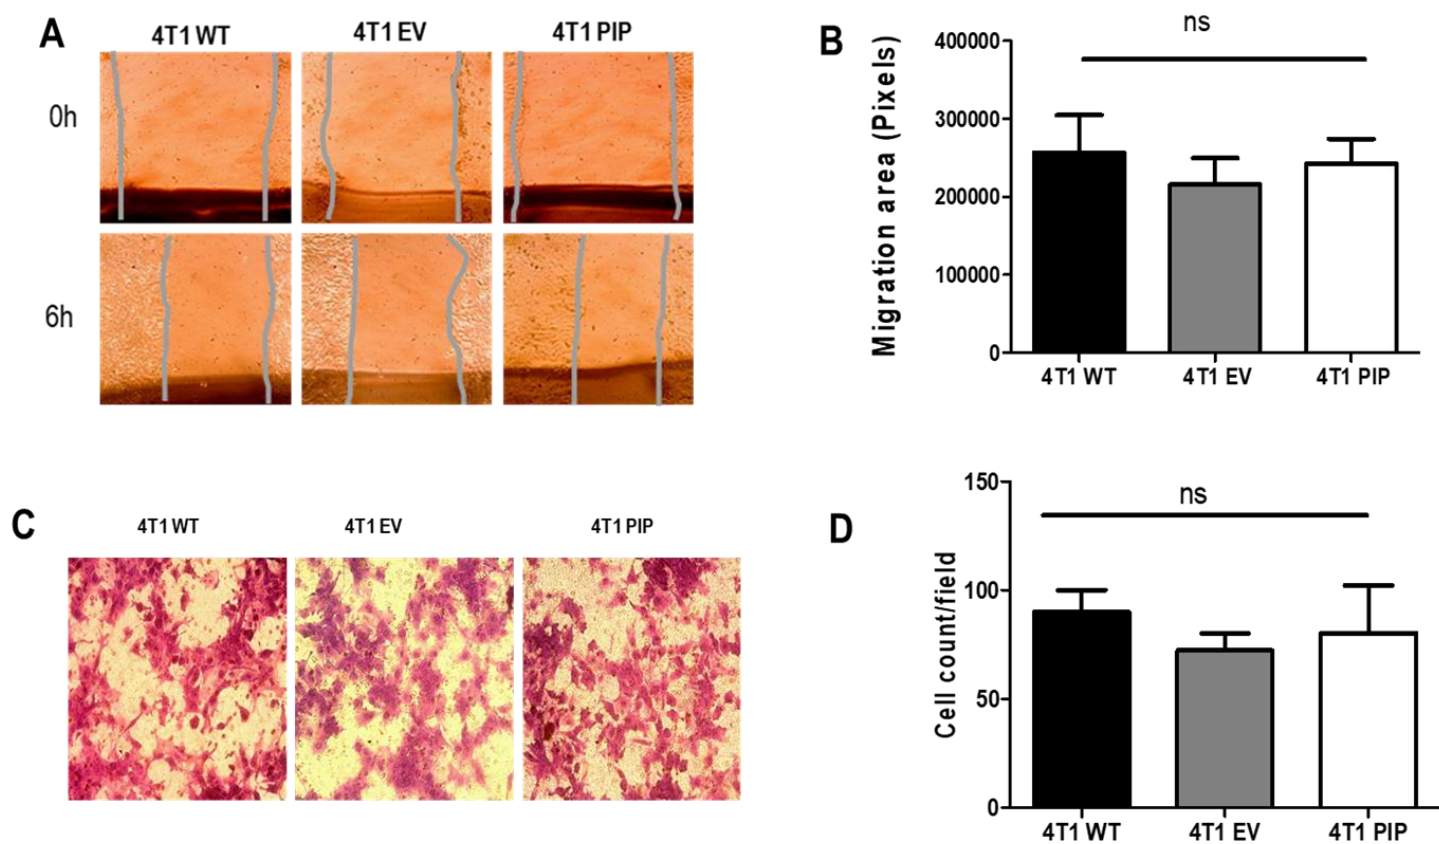 A
4T1 WT
4T1 EV
4T1 PIP
0h
6h
B
ns
Migration area (Pixels)
400000
300000
200000
100000
0
4T1 WT
4T1 EV
4T1 PIP
C
4T1 WT
4T1 EV
4T1 PIP
D
ns
Cell count/field
150
100
50
0
4T1 WT
4T1 EV
4T1 PIP